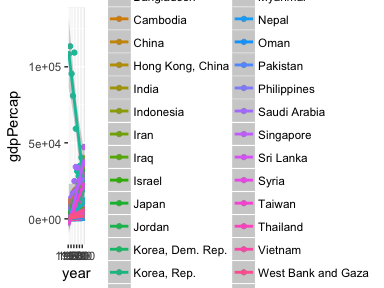 Cambodia
China
Hong Kong, China
India
Indonesia
Iran
Iraq
Israel
Japan
Jordan
Korea, Dem. Rep.
Korea, Rep.
Nepal
Oman
Pakistan
Philippines
Saudi Arabia
Singapore
Sri Lanka
Syria
Taiwan
Thailand
Vietnam
West Bank and Gaza
gdpPercap
1e+05
5e+04
0e+00
year